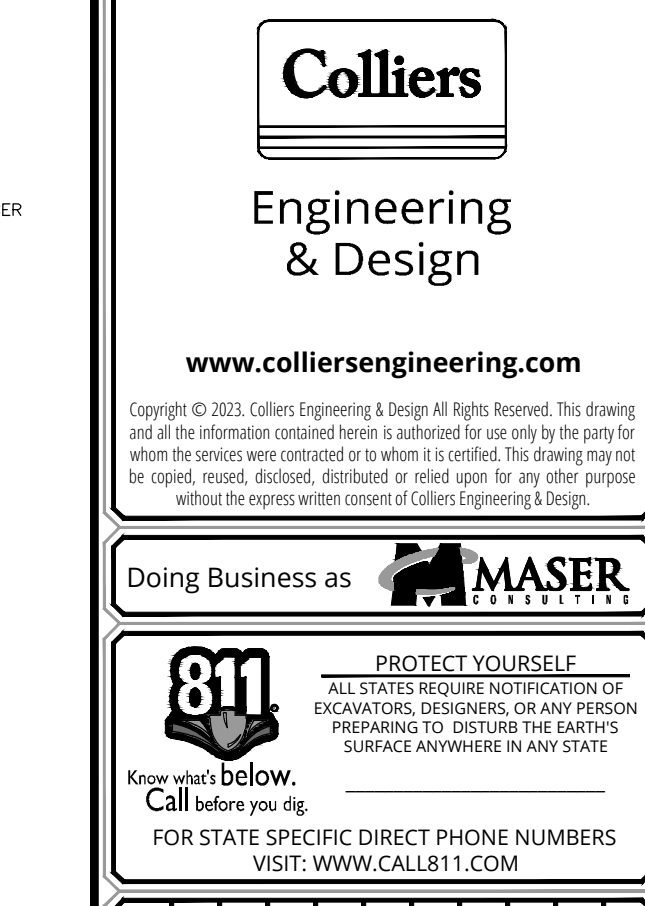 Colliers
ER
Engineering
& Design
www.colliersengineering.com
Copyright © 2023. Colliers Engineering & Design All Rights Reserved. This drawing
and all the information contained herein is authorized for use only by the party for
whom the services were contracted or to whom it is certified. This drawing may not
be copied, reused, disclosed, distributed or relied upon for any other purpose
without the express written consent of Colliers Engineering & Design.
Doing Business as
MASER
CONSULTING
811.
PROTECT YOURSELF
ALL STATES REQUIRE NOTIFICATION OF
EXCAVATORS, DESIGNERS, OR ANY PERSON
PREPARING TO DISTURB THE EARTH'S
SURFACE ANYWHERE IN ANY STATE
Know what's below.
Call before you dig.
FOR STATE SPECIFIC DIRECT PHONE NUMBERS
VISIT: WWW.CALL811.COM